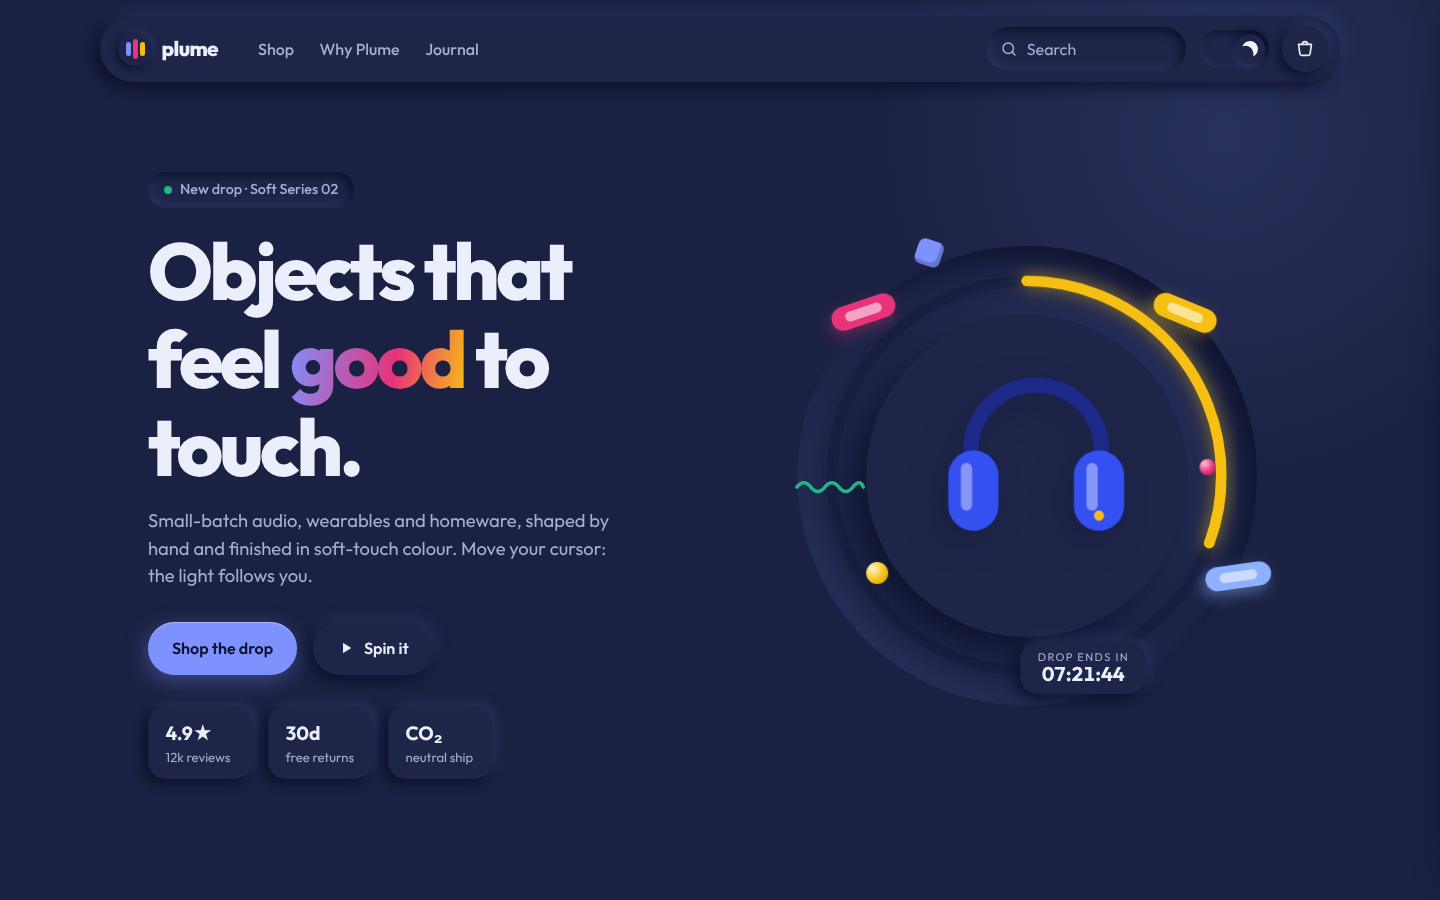 plume
Shop
Why Plume
Journal
Search
New drop · Soft Series 02
Objects that
feel good to
touch.
Small-batch audio, wearables and homeware, shaped by
hand and finished in soft-touch colour. Move your cursor:
the light follows you.
Shop the drop
Spin it
4.9★
12k reviews
30d
free returns
CO₂
neutral ship
DROP ENDS IN
07:21:44